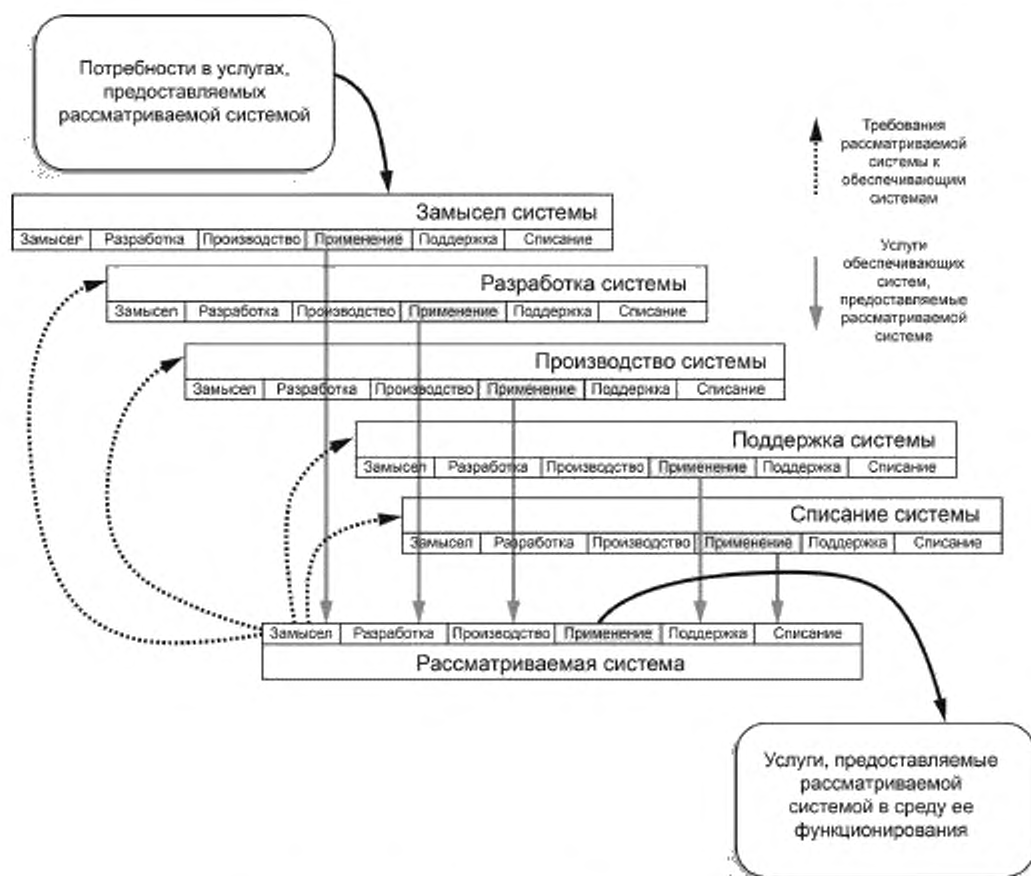 Потребности в услугах,
предоставляемых
рассматриваемой системой
Требования
рассматриваемой
системы к
обеспечивающим
системам
Замысел системы
Замысел Разработка Производство Применение Поддержка Списание
Услуги
обеспечивающих
систем,
предоставляемые
рассматриваемой
системе
Разработка системы
Замысел Разработка Производство Применение Поддержка Списание
Производство системы
Замысел Разработка Производство Применение Поддержка Списание
Поддержка системы
Замысел Разработка Производство Применение Поддержка Списание
Списание системы
Замысел Разработка Производство Применение Поддержка Списание
Замысел Разработка Производство Применение Поддержка Списание
Рассматриваемая система
Услуги, предоставляемые
рассматриваемой
системой в среду ее
функционирования